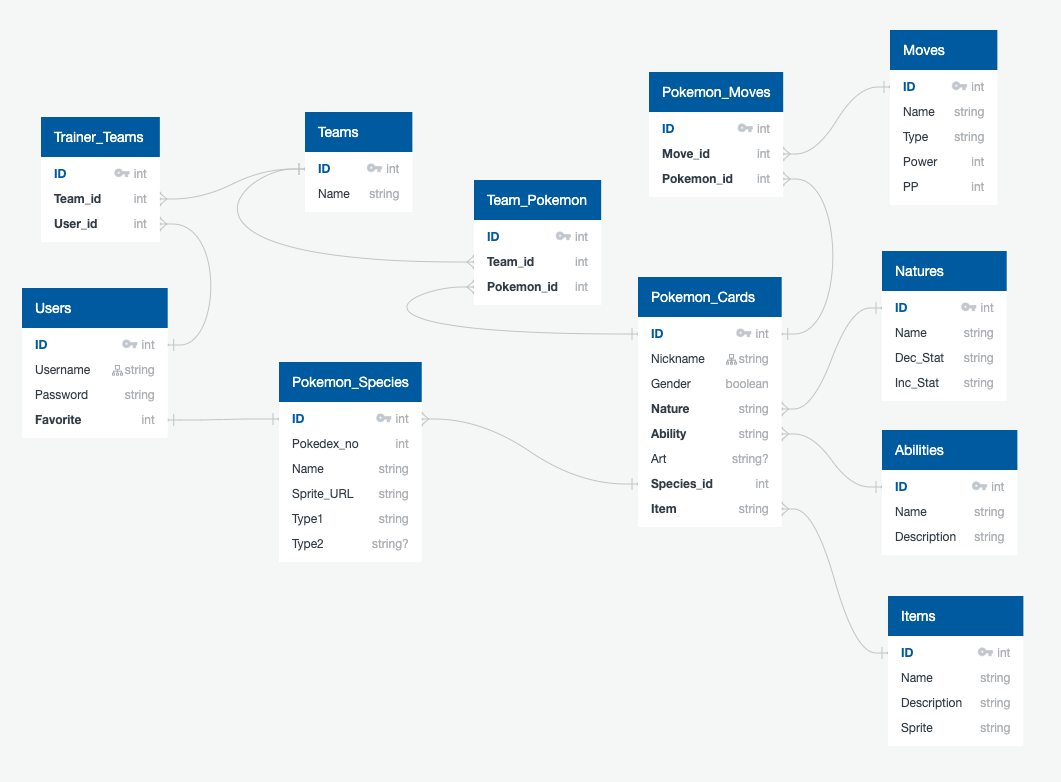 Trainer_Teams
ID int
Team_id int
User_id int
Teams
ID int
Name string
Team_Pokemon
ID int
Team_id int
Pokemon_id int
Pokemon_Moves
ID int
Move_id int
Pokemon_id int
Moves
ID int
Name string
Type string
Power int
PP int
Users
ID int
Username string
Password string
Favorite int
Pokemon_Species
ID int
Pokedex_no int
Name string
Sprite_URL string
Type1 string
Type2 string?
Pokemon_Cards
ID int
Nickname string
Gender boolean
Nature string
Ability string
Art string?
Species_id int
Item string
Natures
ID int
Name string
Dec_Stat string
Inc_Stat string
Abilities
ID int
Name string
Description string
Items
ID int
Name string
Description string
Sprite string